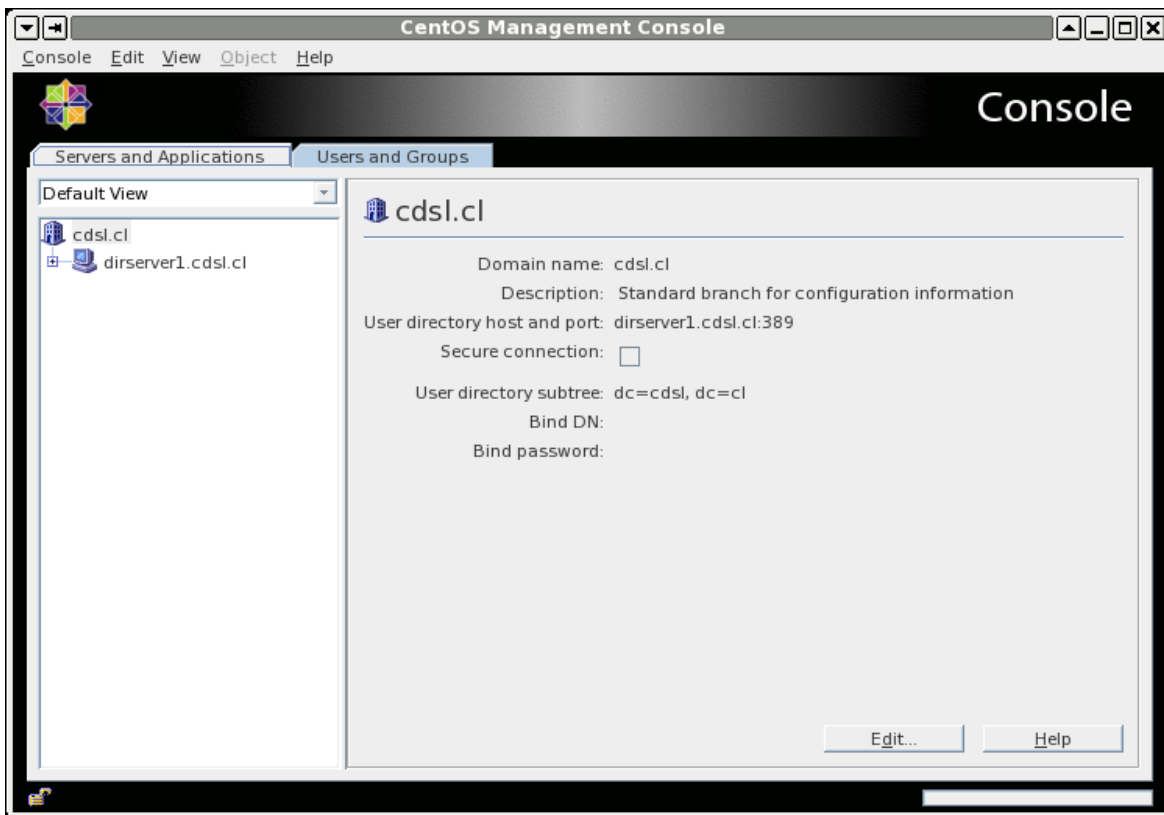 CentOS Management Console
Console Edit View Object Help
Console
Servers and Applications Users and Groups
Default View
cdsl.cl
dirserver1.cdsl.cl
cdsl.cl
Domain name: cdsl.cl
Description: Standard branch for configuration information
User directory host and port: dirserver1.cdsl.cl:389
Secure connection:
User directory subtree: dc=cdsl, dc=cl
Bind DN:
Bind password:
Edit... Help